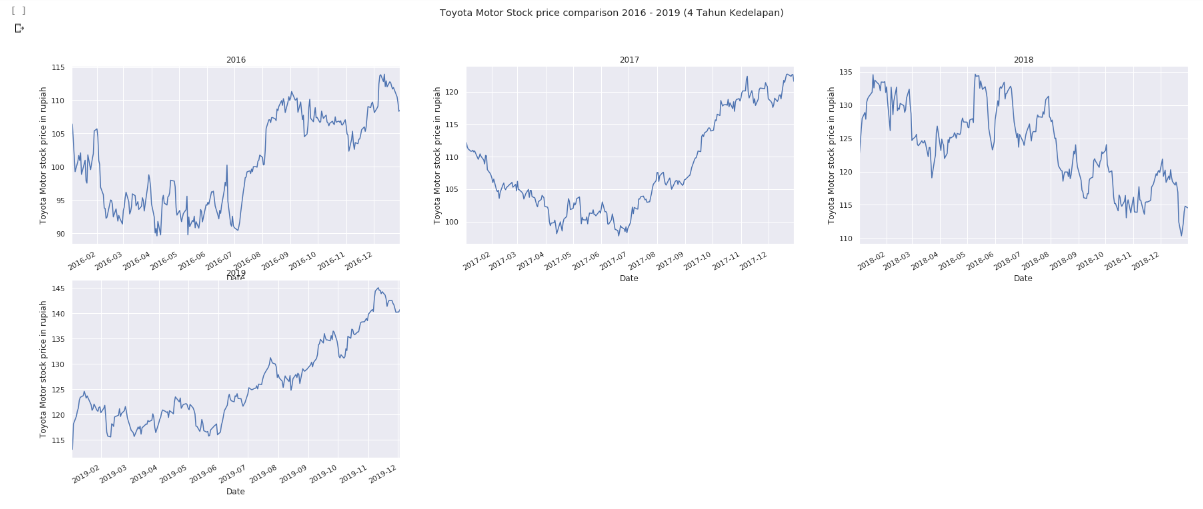 [ ]
Toyota Motor Stock price comparison 2016 - 2019 (4 Tahun Kedelapan)
2016
Toyota Motor stock price in rupiah
115
110
105
100
95
90
2016-02 2016-03 2016-04 2016-05 2016-06 2016-07 2016-08 2016-09 2016-10 2016-11 2016-12
Date
2017
Toyota Motor stock price in rupiah
120
115
110
105
100
2017-02 2017-03 2017-04 2017-05 2017-06 2017-07 2017-08 2017-09 2017-10 2017-11 2017-12
Date
2018
Toyota Motor stock price in rupiah
135
130
125
120
115
110
2018-02 2018-03 2018-04 2018-05 2018-06 2018-07 2018-08 2018-09 2018-10 2018-11 2018-12
Date
2019
Toyota Motor stock price in rupiah
145
140
135
130
125
120
115
2019-02 2019-03 2019-04 2019-05 2019-06 2019-07 2019-08 2019-09 2019-10 2019-11 2019-12
Date